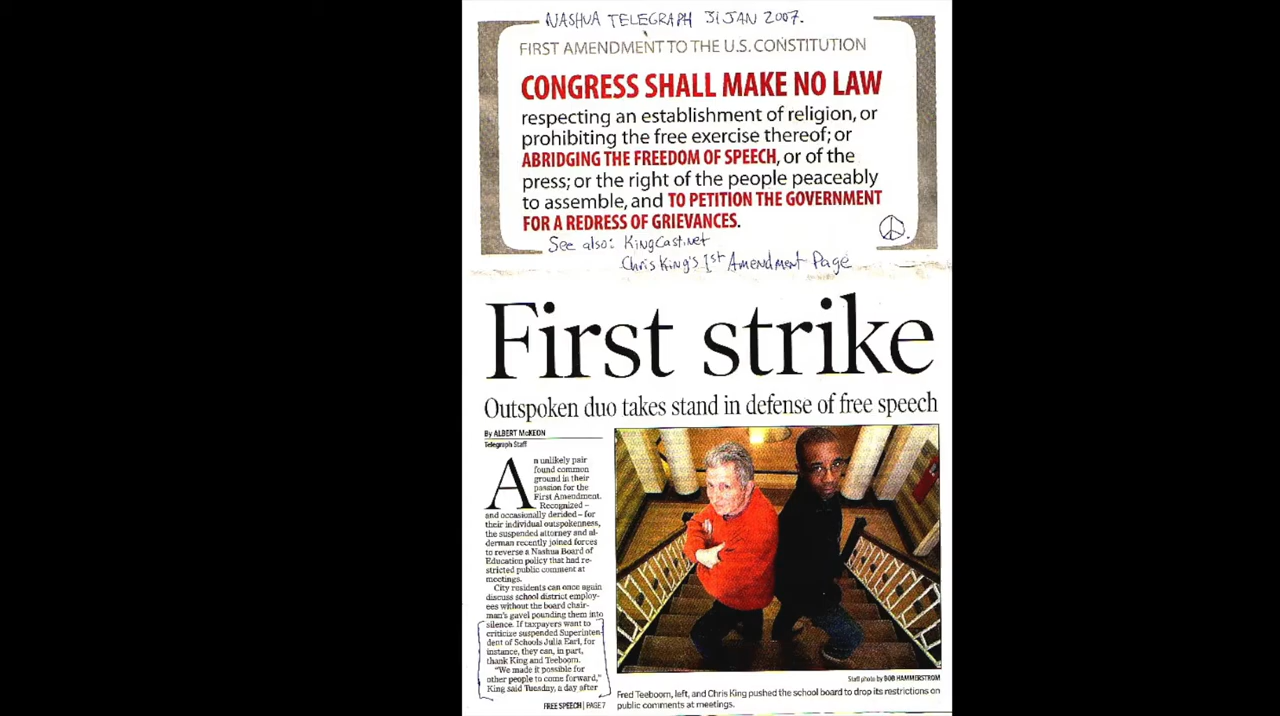 NASHUA TELEGRAPH 31 JAN 2007.
FIRST AMENDMENT TO THE U.S. CONSTITUTION
CONGRESS SHALL MAKE NO LAW
respecting an establishment of religion, or
prohibiting the free exercise thereof; or
ABRIDGING THE FREEDOM OF SPEECH, or of the
press; or the right of the people peaceably
to assemble, and TO PETITION THE GOVERNMENT
FOR A REDRESS OF GRIEVANCES.
See also: KingCast.net
Chris King's 1st Amendment Page
First strike
Outspoken duo takes stand in defense of free speech
By ALBERT McKEON
Telegraph Staff
An unlikely pair
found common
ground in their
passion for the
First Amendment.
Recognized –
and occasionally derided – for
their individual outspokenness,
the suspended attorney and al-
derman recently joined forces
to reverse a Nashua Board of
Education policy that had re-
stricted public comment at
meetings.
City residents can once again
discuss school district employ-
ees without the board chair-
man's gavel pounding them into
silence. If taxpayers want to
criticize suspended Superinten-
dent of Schools Julia Earl, for
instance, they can, in part,
thank King and Teeboom.
"We made it possible for
other people to come forward,"
King said Tuesday, a day after
FREE SPEECH | PAGE 7
Staff photo by BOB HAMMERSTROM
Fred Teeboom, left, and Chris King pushed the school board to drop its restrictions on
public comments at meetings.